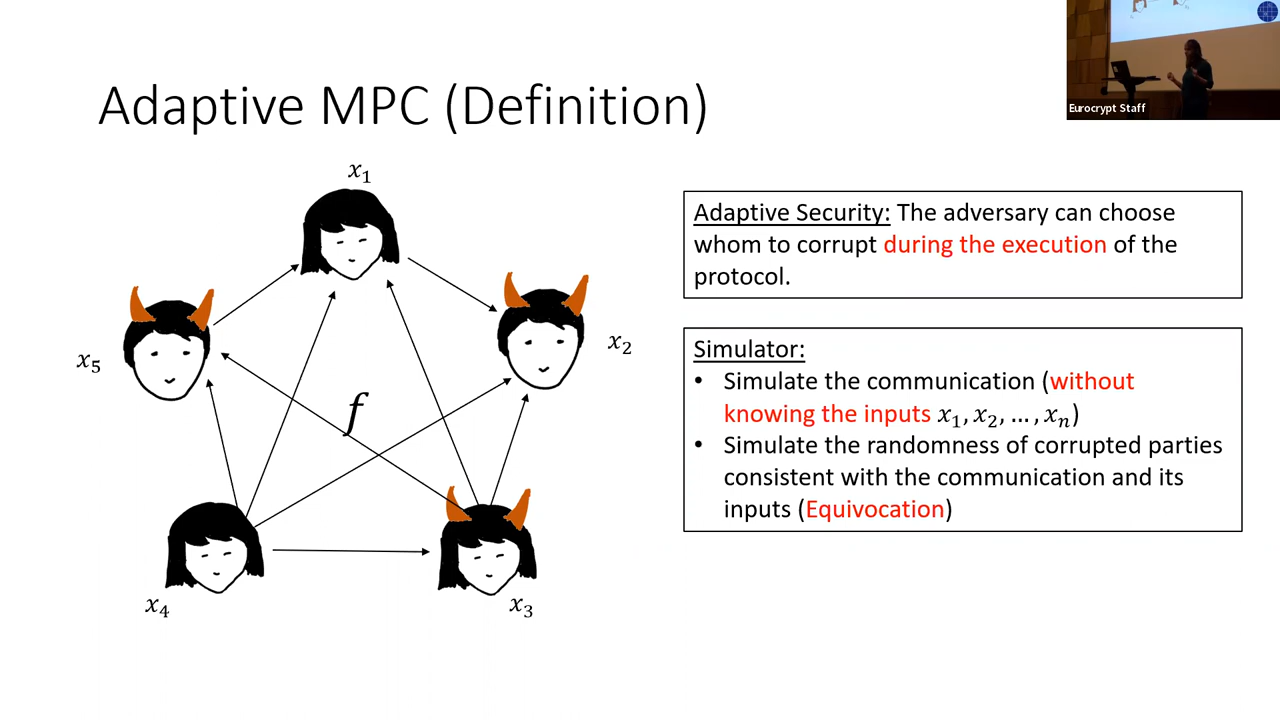 Adaptive MPC (Definition)
Eurocrypt Staff
x₁
x₂
x₅
f
x₄
x₃
Adaptive Security: The adversary can choose
whom to corrupt during the execution of the
protocol.
Simulator:
• Simulate the communication (without
knowing the inputs x₁, x₂, ... , xₙ)
• Simulate the randomness of corrupted parties
consistent with the communication and its
inputs (Equivocation)